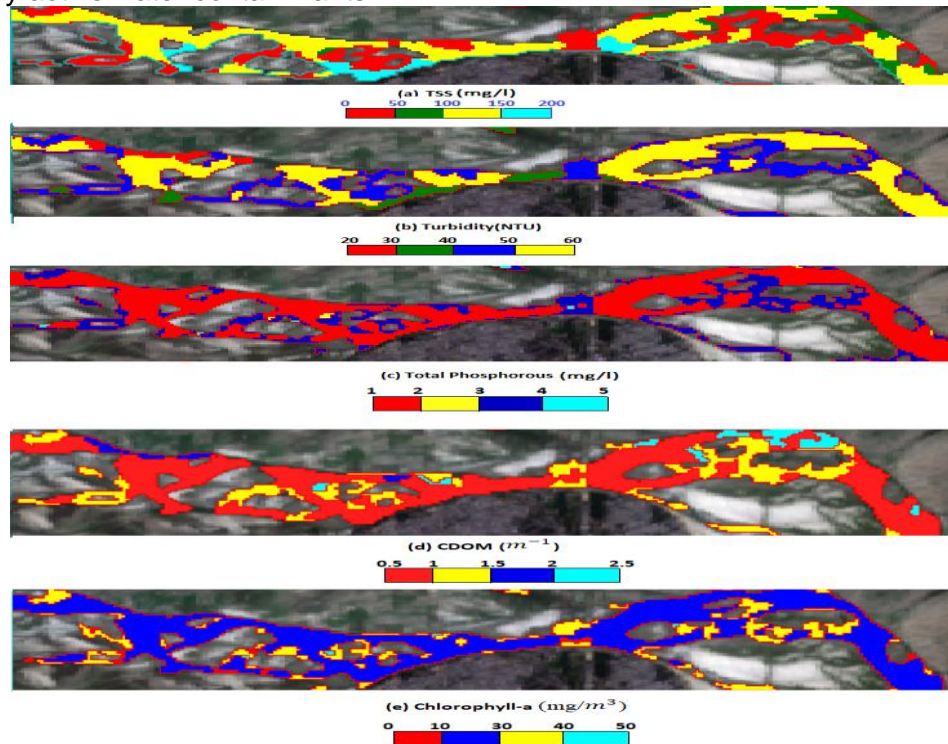 (a) TSS (mg/l)
0 50 100 150 200
(b) Turbidity(NTU)
20 30 40 50 60
(c) Total Phosphorous (mg/l)
1 2 3 4 5
(d) CDOM (m⁻¹)
0.5 1 1.5 2 2.5
(e) Chlorophyll-a (mg/m³)
0 10 30 40 50